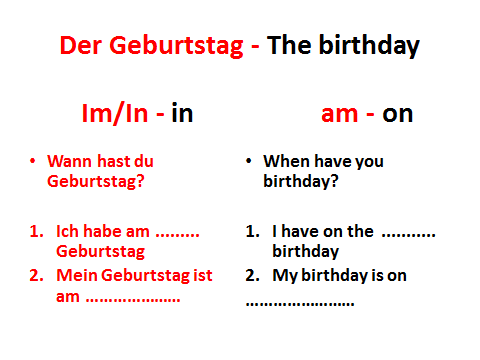 Der Geburtstag - The birthday
Im/In - in
am - on
• Wann hast du
Geburtstag?
1. Ich habe am .........
Geburtstag
2. Mein Geburtstag ist
am .....................
• When have you
birthday?
1. I have on the ...........
birthday
2. My birthday is on
........................